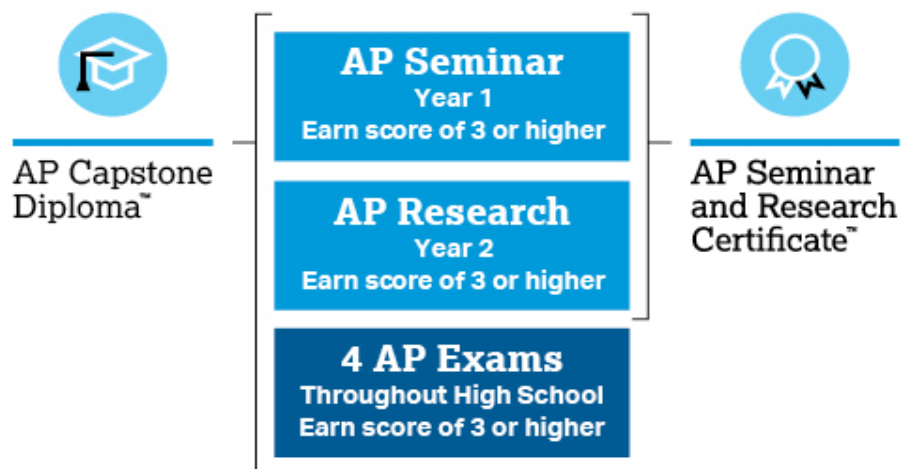 AP Capstone
Diploma™
AP Seminar
Year 1
Earn score of 3 or higher
AP Research
Year 2
Earn score of 3 or higher
4 AP Exams
Throughout High School
Earn score of 3 or higher
AP Seminar
and Research
Certificate™